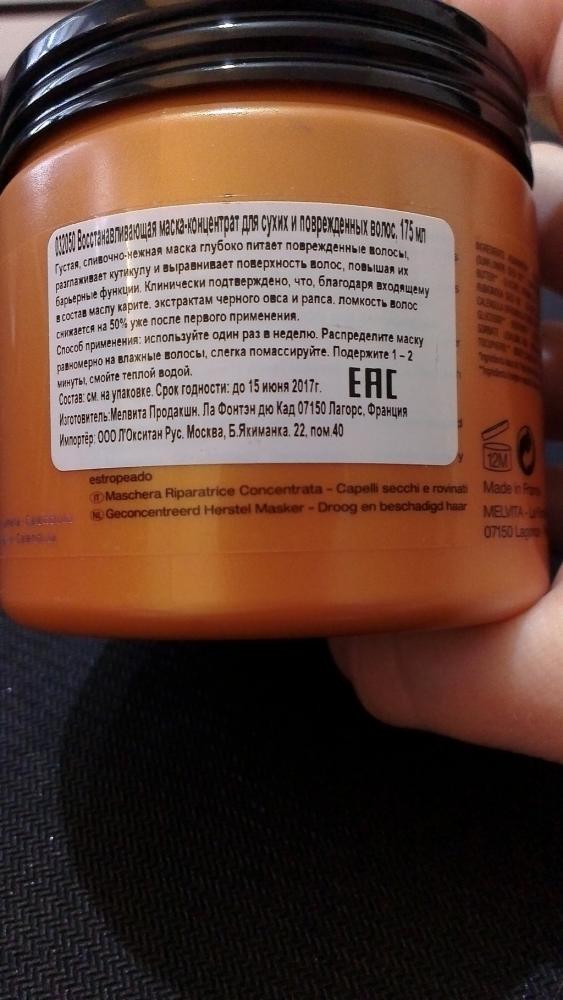 032050 Восстанавливающая маска-концентрат для сухих и поврежденных волос, 175 мл
Густая, сливочно-нежная маска глубоко питает поврежденные волосы,
разглаживает кутикулу и выравнивает поверхность волос, повышая их
барьерные функции. Клинически подтверждено, что, благодаря входящему
в состав маслу карите, экстрактам черного овса и рапса, ломкость волос
снижается на 50% уже после первого применения.
Способ применения: используйте один раз в неделю. Распределите маску
равномерно на влажные волосы, слегка помассируйте. Подержите 1 – 2
минуты, смойте теплой водой.
Состав: см. на упаковке. Срок годности: до 15 июня 2017г.
EAC
Изготовитель:Мелвита Продакшн. Ла Фонтэн дю Кад 07150 Лагорс, Франция
Импортёр: ООО Л'Окситан Рус. Москва, Б.Якиманка. 22, пом.40
estropeado
IT Maschera Riparatrice Concentrata - Capelli secchi e rovinati
NL Geconcentreerd Herstel Masker - Droog en beschadigd haar
12M
Made in
MELVITA - La
07150